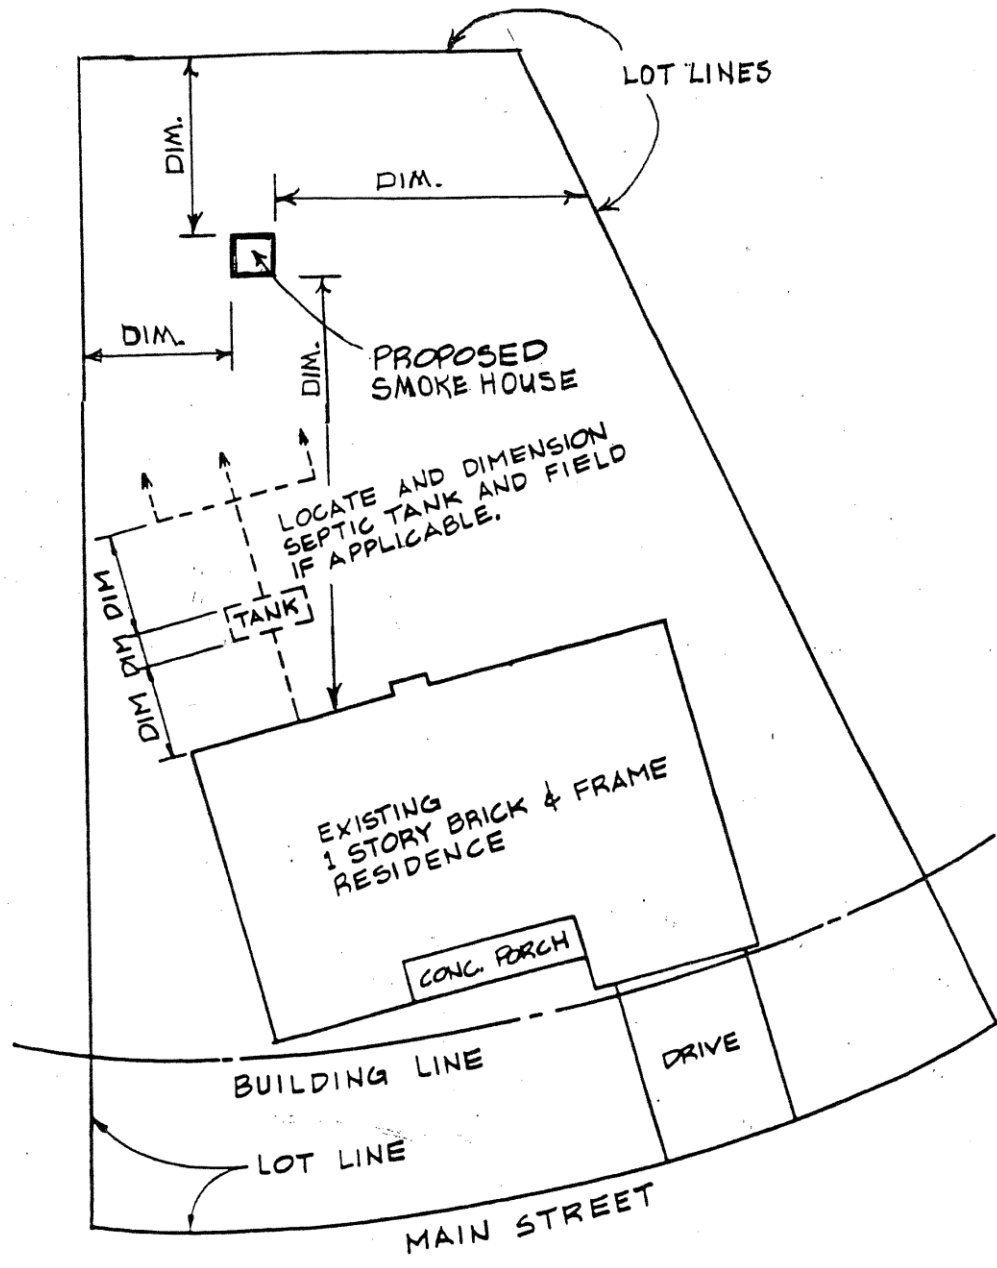 LOT LINES
DIM.
DIM.
DIM.
DIM.
PROPOSED
SMOKE HOUSE
LOCATE AND DIMENSION
SEPTIC TANK AND FIELD
IF APPLICABLE.
DIM
DIM
DIM
TANK
EXISTING
1 STORY BRICK & FRAME
RESIDENCE
CONC. PORCH
BUILDING LINE
DRIVE
LOT LINE
MAIN STREET